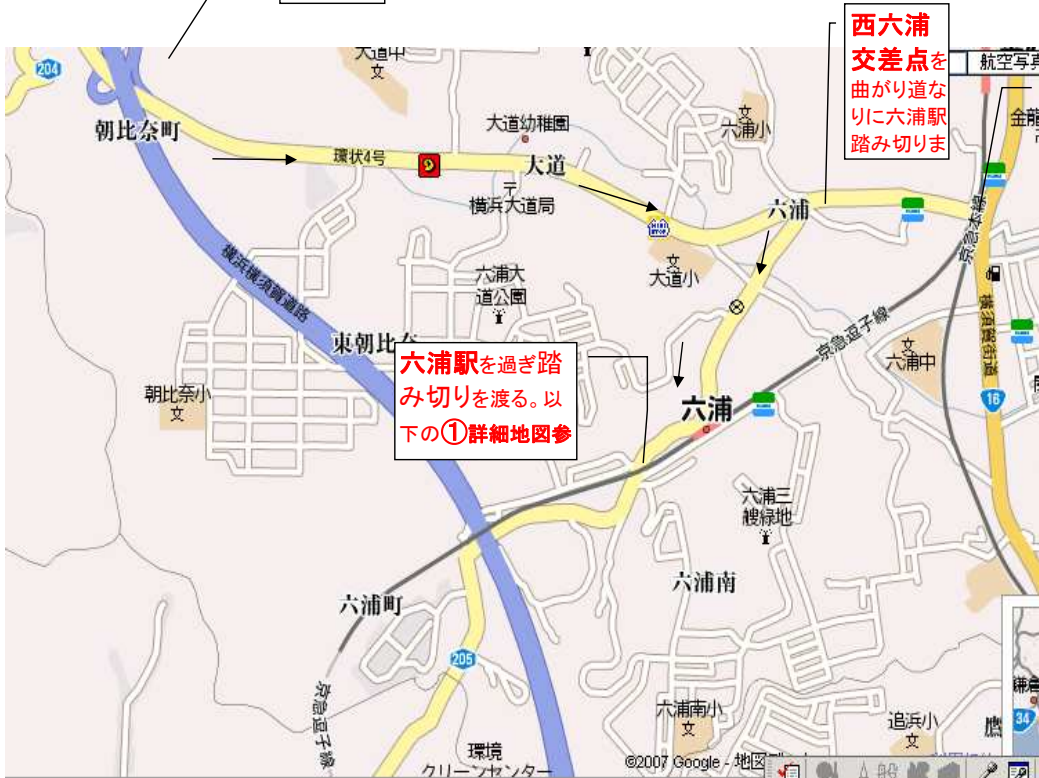 西六浦
交差点を
曲がり道な
りに六浦駅
踏み切りま
航空写真
204
大道中
文
朝比奈町
大道幼稚園
文
六浦小
環状4号
大道
〒
横浜大道局
六浦
京急本線
横浜横須賀道路
六浦大
道公園
文
大道小
京急逗子線
文
六浦中
横須賀街道
16
東朝比奈
朝比奈小
文
六浦駅を過ぎ踏
み切りを渡る。以
下の①詳細地図参
六浦
六浦三
艘緑地
六浦町
六浦南
205
京急逗子線
環境
クリーンセンター
六浦南小
文
追浜小
文
鷹
34
©2007 Google - 地図